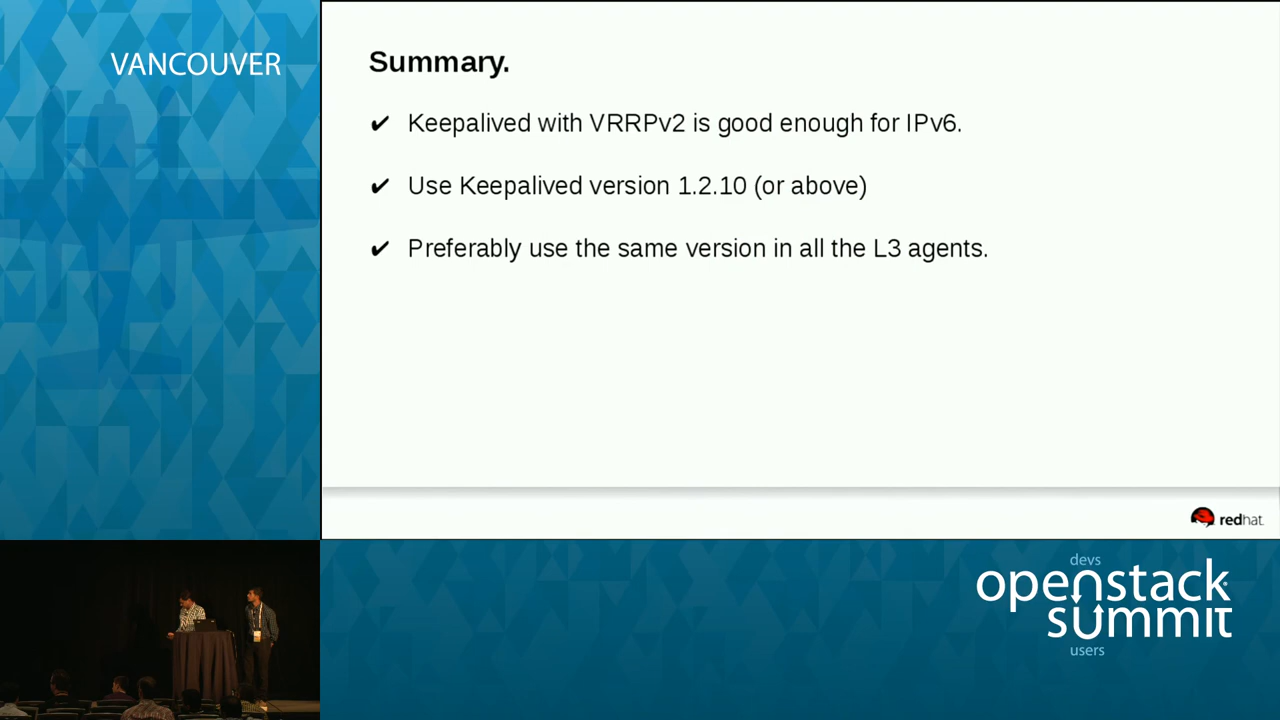 VANCOUVER
Summary.
✔ Keepalived with VRRPv2 is good enough for IPv6.
✔ Use Keepalived version 1.2.10 (or above)
✔ Preferably use the same version in all the L3 agents.
redhat.
devs
openstack
summit
users